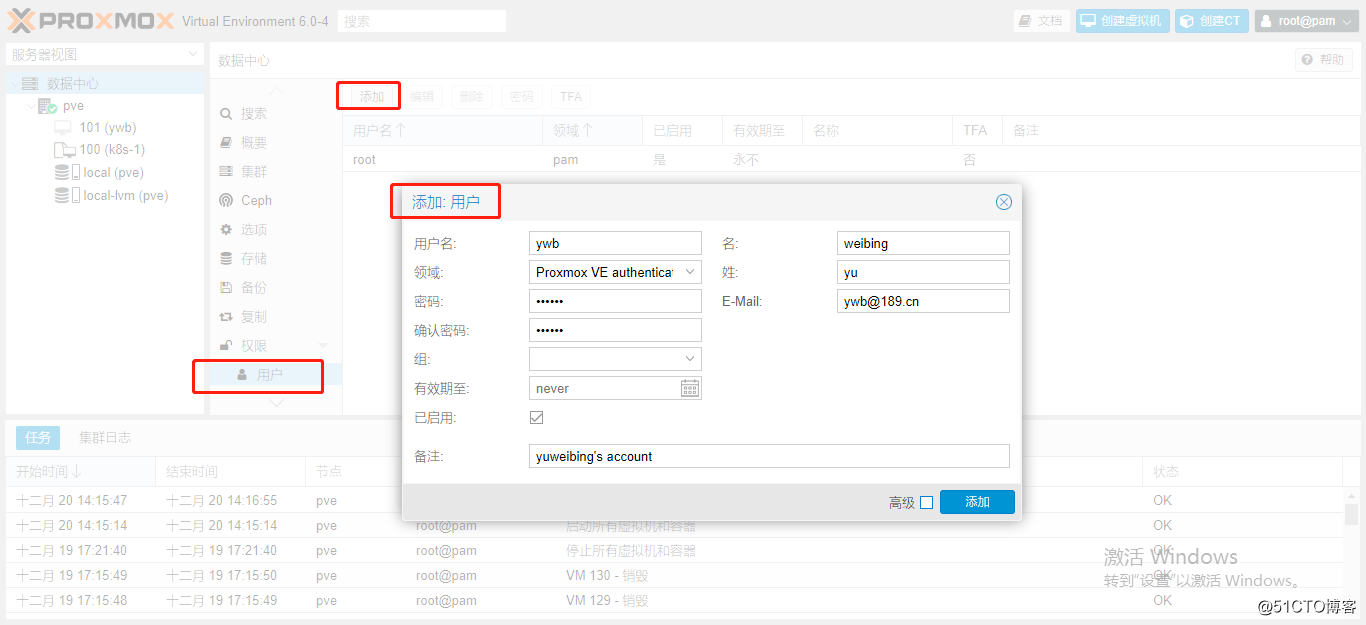 PROXMOX Virtual Environment 6.0-4 搜索 文档 创建虚拟机 创建CT root@pam
服务器视图
数据中心
pve
101 (ywb)
100 (k8s-1)
local (pve)
local-lvm (pve)
数据中心 帮助
搜索
概要
集群
Ceph
选项
存储
备份
复制
权限
用户
添加 编辑 删除 密码 TFA
用户名↑ 领域↑ 已启用 有效期至 名称 TFA 备注
root pam 是 永不 否
添加: 用户
用户名: ywb 名: weibing
领域: Proxmox VE authenticat 姓: yu
密码: •••••• E-Mail: ywb@189.cn
确认密码: ••••••
组:
有效期至: never
已启用:
备注: yuweibing's account
高级 添加
任务 集群日志
开始时间↓ 结束时间 节点 状态
十二月 20 14:15:47 十二月 20 14:16:55 pve OK
十二月 20 14:15:14 十二月 20 14:15:14 pve root@pam 启动所有虚拟机和容器 OK
十二月 19 17:21:40 十二月 19 17:21:40 pve root@pam 停止所有虚拟机和容器 OK
十二月 19 17:15:49 十二月 19 17:15:50 pve root@pam VM 130 - 销毁 OK
十二月 19 17:15:48 十二月 19 17:15:49 pve root@pam VM 129 - 销毁 OK
激活 Windows
转到"设置"以激活 Windows。
@51CTO博客